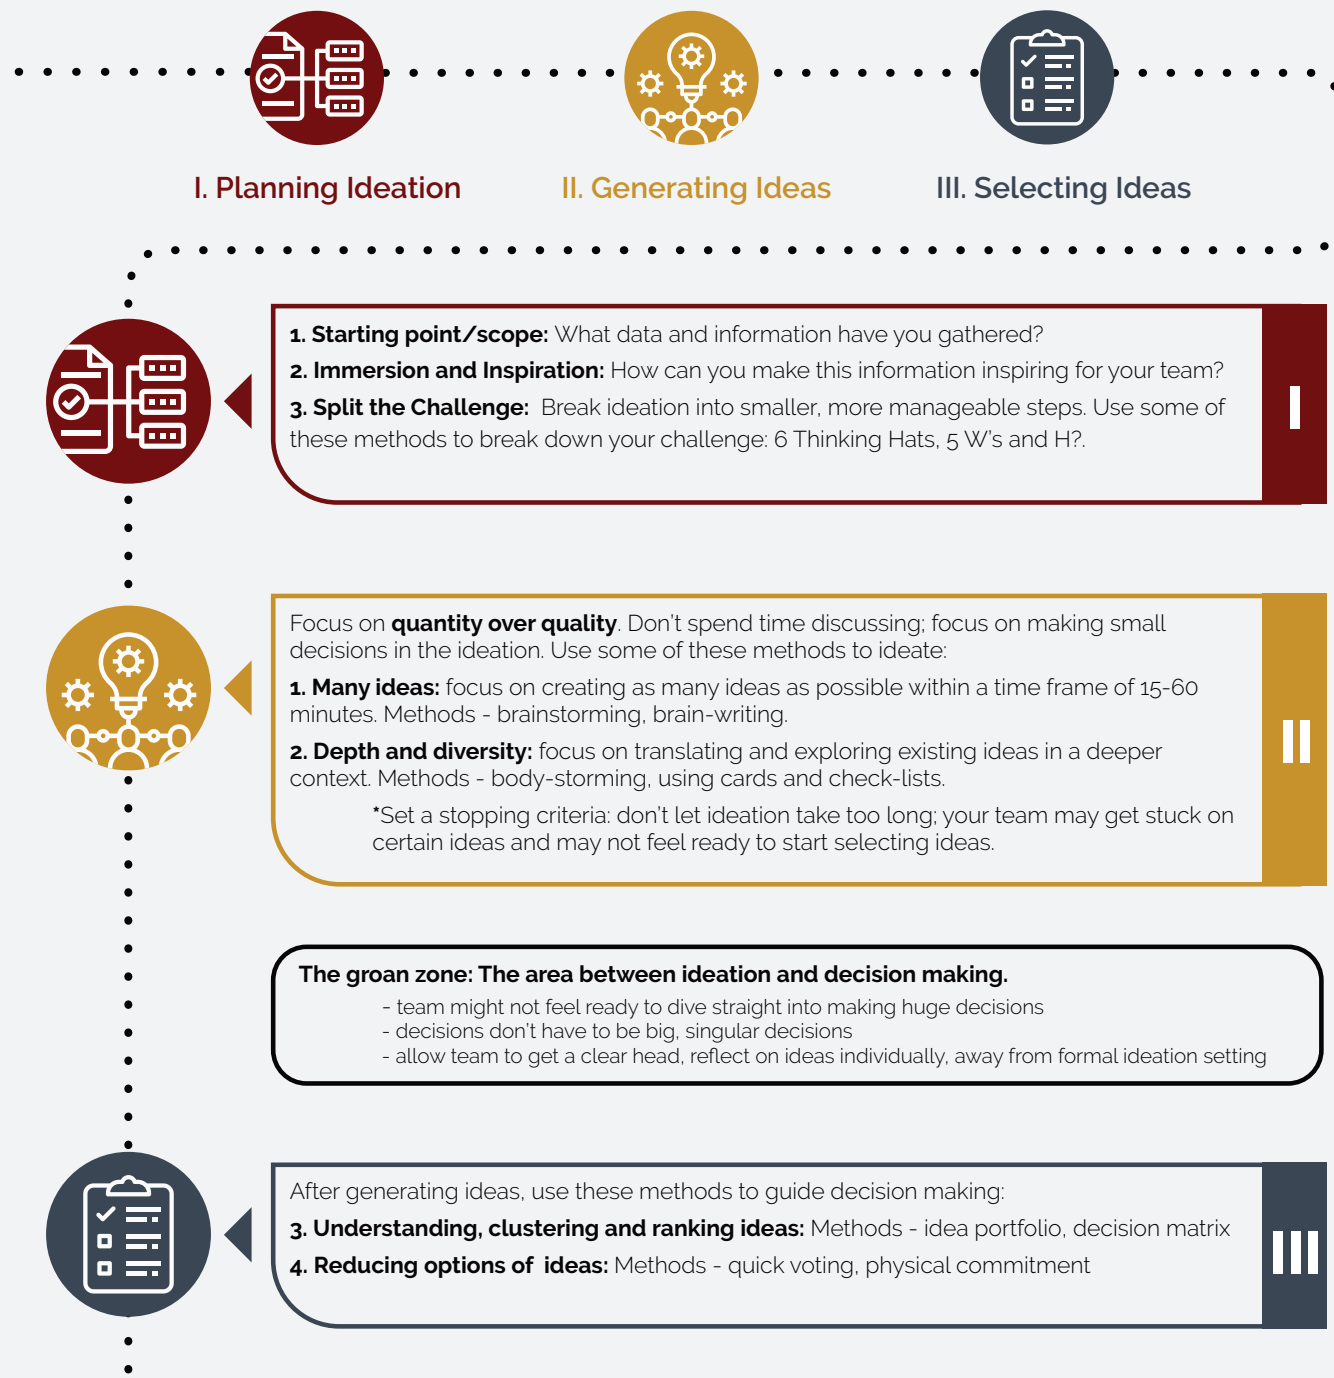 I. Planning Ideation
II. Generating Ideas
III. Selecting Ideas
1. Starting point/scope: What data and information have you gathered?
2. Immersion and Inspiration: How can you make this information inspiring for your team?
3. Split the Challenge:  Break ideation into smaller, more manageable steps. Use some of
these methods to break down your challenge: 6 Thinking Hats, 5 W's and H?.
I
Focus on quantity over quality. Don't spend time discussing; focus on making small
decisions in the ideation. Use some of these methods to ideate:
1. Many ideas: focus on creating as many ideas as possible within a time frame of 15-60
minutes. Methods - brainstorming, brain-writing.
2. Depth and diversity: focus on translating and exploring existing ideas in a deeper
context. Methods - body-storming, using cards and check-lists.
*Set a stopping criteria: don't let ideation take too long; your team may get stuck on
certain ideas and may not feel ready to start selecting ideas.
II
The groan zone: The area between ideation and decision making.
- team might not feel ready to dive straight into making huge decisions
- decisions don't have to be big, singular decisions
- allow team to get a clear head, reflect on ideas individually, away from formal ideation setting
After generating ideas, use these methods to guide decision making:
3. Understanding, clustering and ranking ideas: Methods - idea portfolio, decision matrix
4. Reducing options of  ideas: Methods - quick voting, physical commitment
III